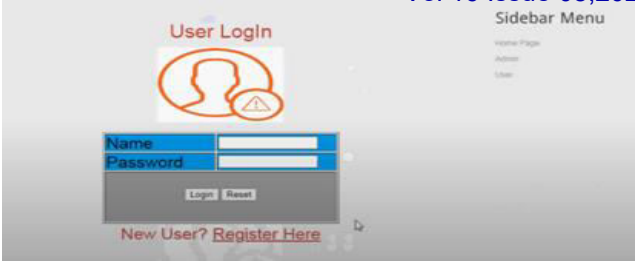 User LogIn
Name
Password
Login Reset
New User? Register Here
Sidebar Menu
Home Page
Admin
User